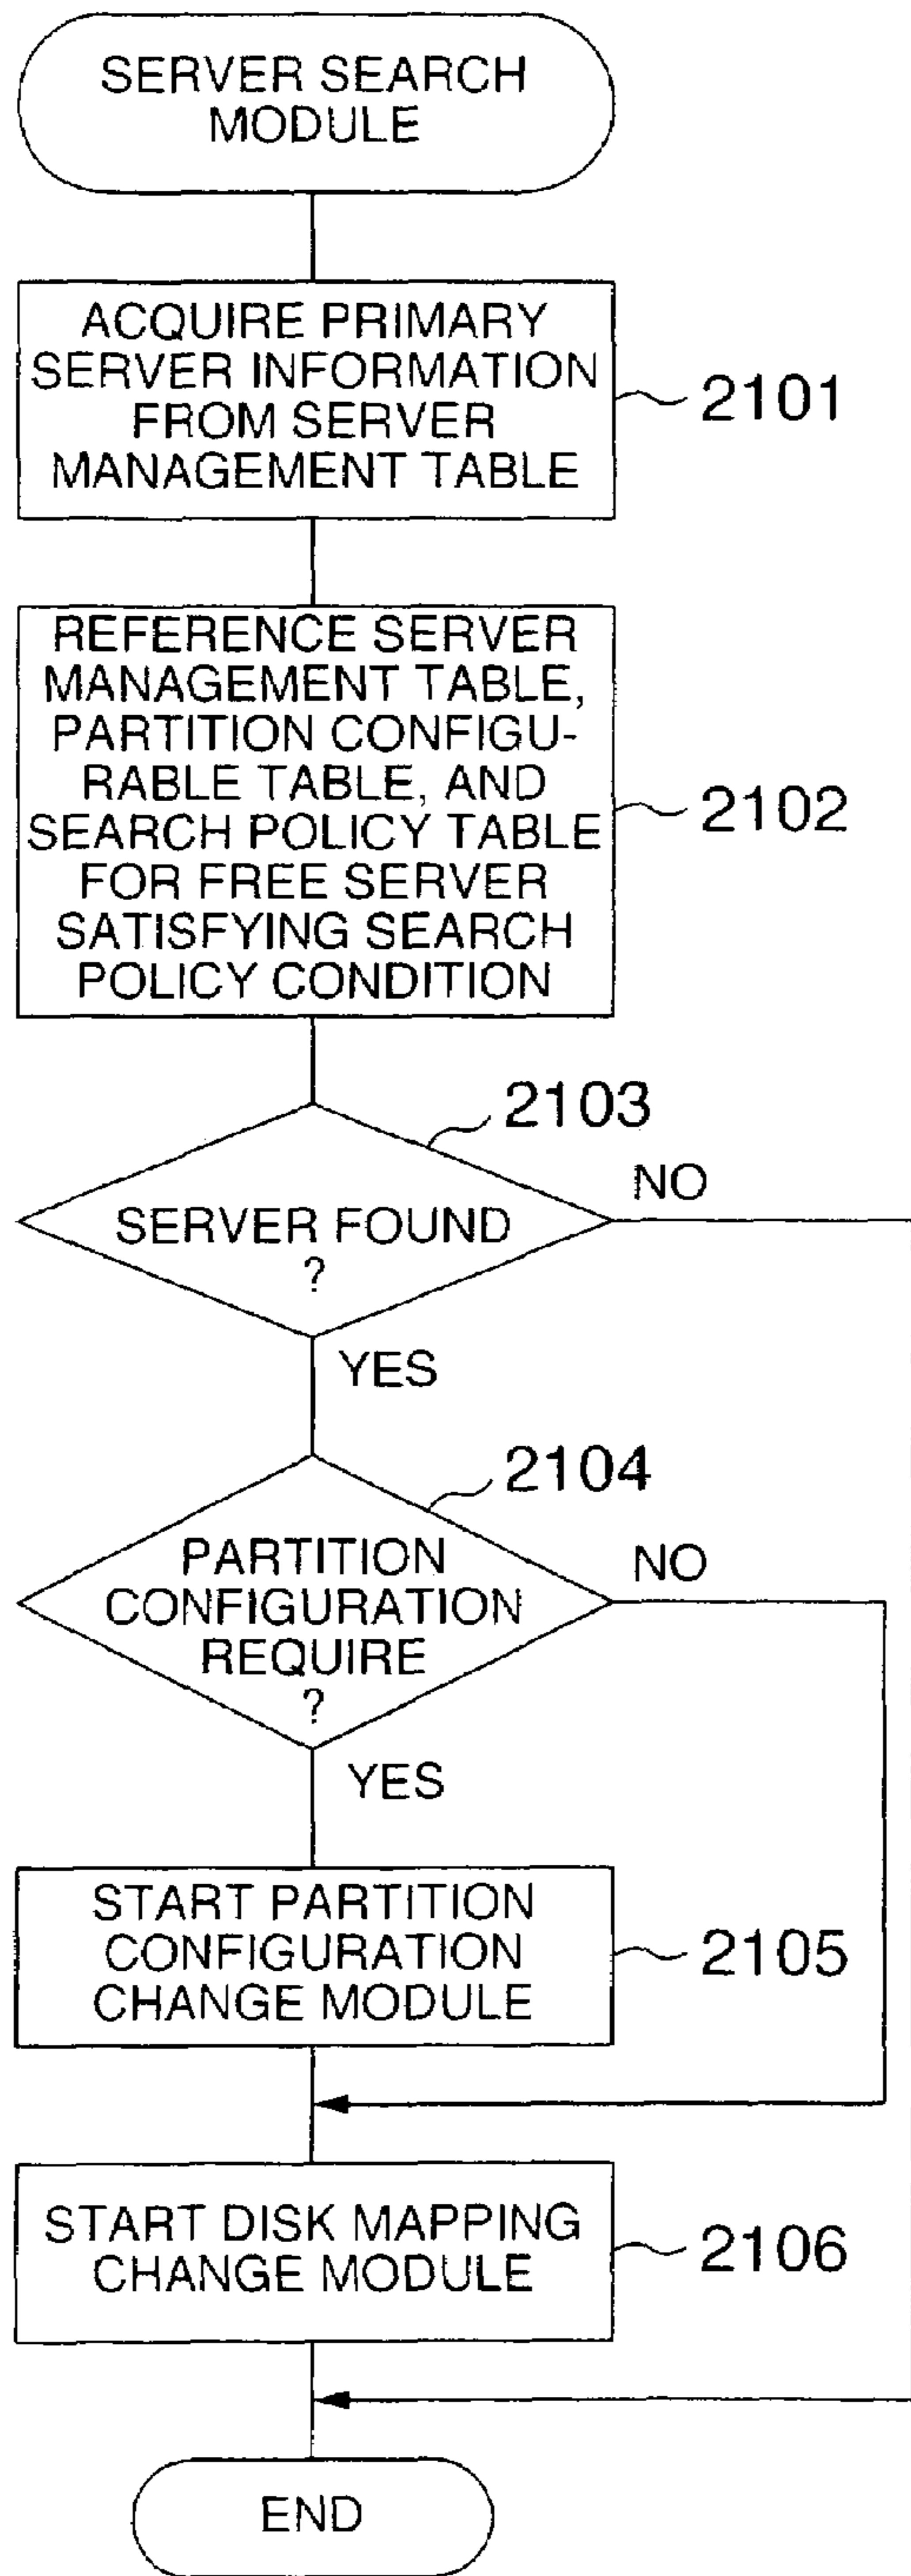 SERVER SEARCH
MODULE
ACQUIRE PRIMARY
SERVER INFORMATION
FROM SERVER
MANAGEMENT TABLE
2101
REFERENCE SERVER
MANAGEMENT TABLE,
PARTITION CONFIGU-
RABLE TABLE, AND
SEARCH POLICY TABLE
FOR FREE SERVER
SATISFYING SEARCH
POLICY CONDITION
2102
2103
NO
SERVER FOUND
?
YES
2104
NO
PARTITION
CONFIGURATION
REQUIRE
?
YES
START PARTITION
CONFIGURATION
CHANGE MODULE
2105
START DISK MAPPING
CHANGE MODULE
2106
END